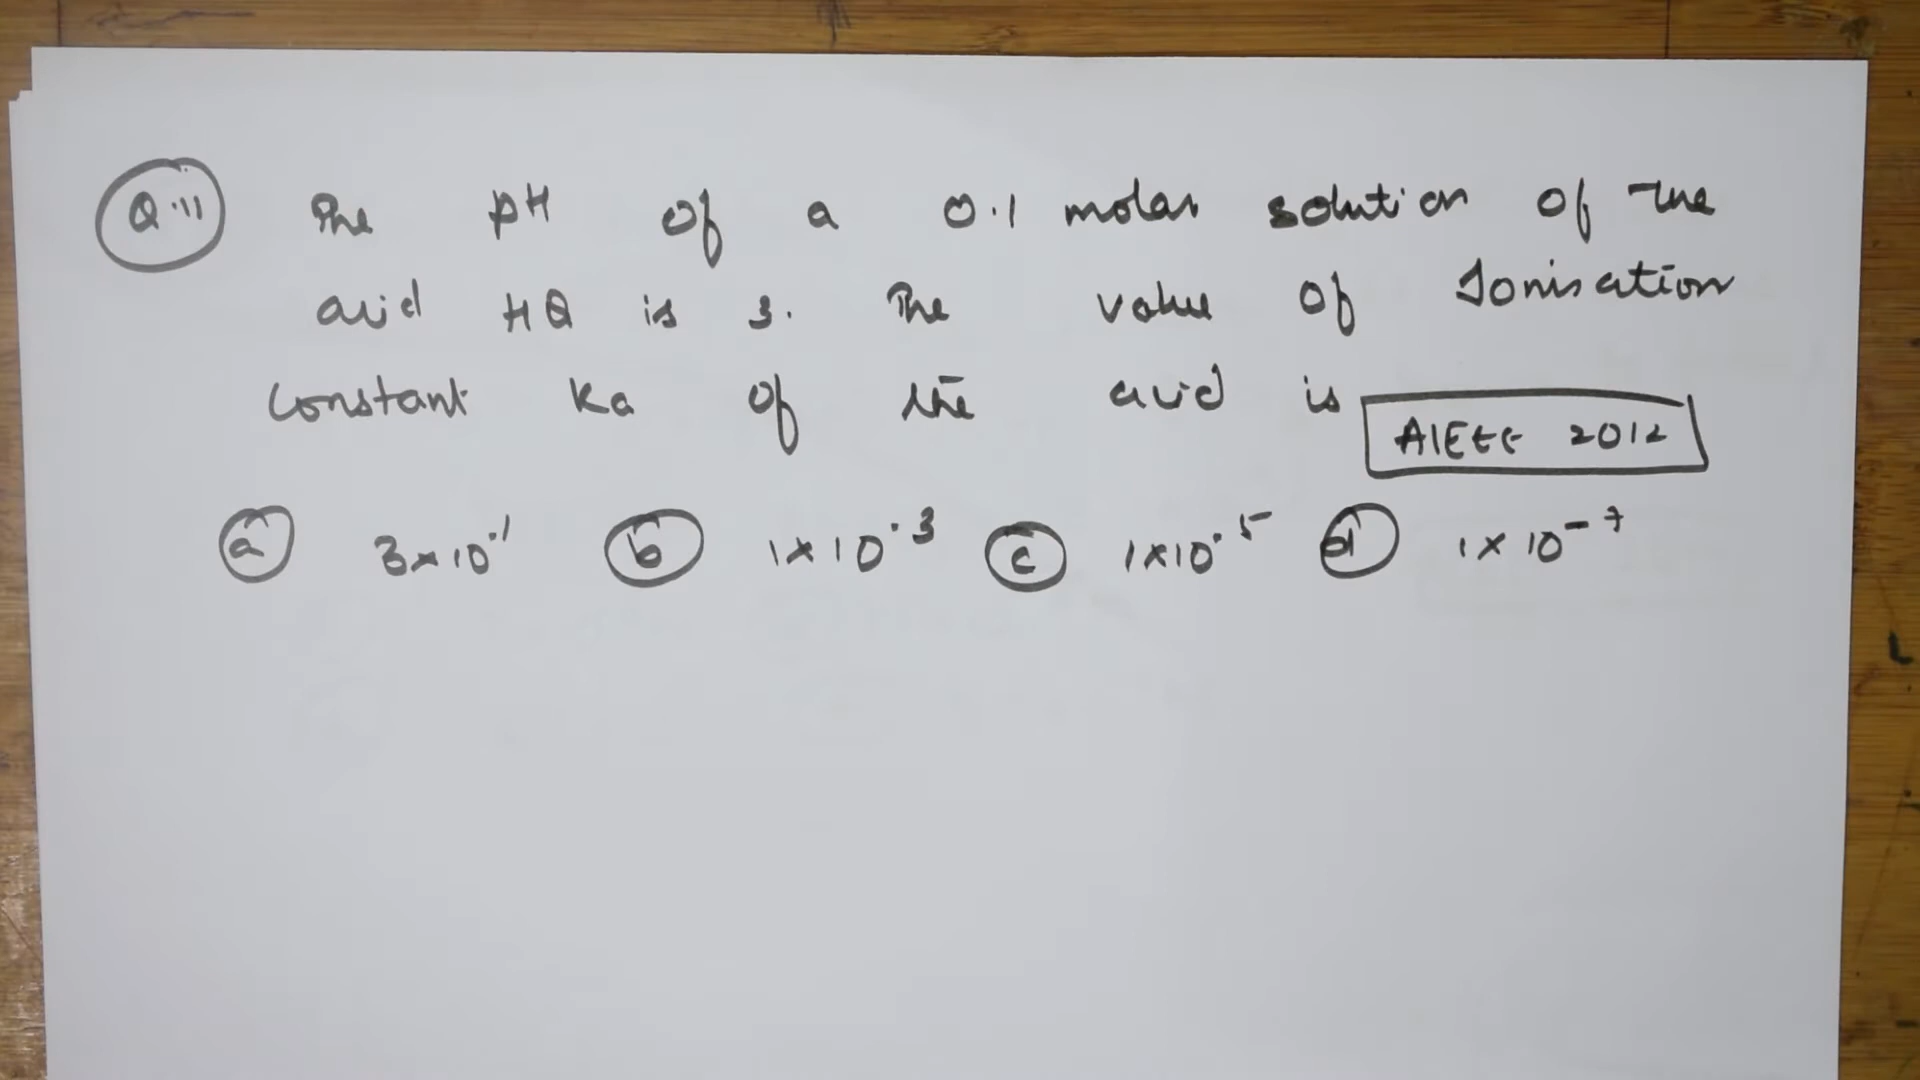 Q.11 The pH of a 0.1 molar solution of the
acid HQ is 3. The value of Ionisation
constant Ka of the acid is
AIEEE 2012
a 3×10⁻¹ b 1×10⁻³ c 1×10⁻⁵ d 1×10⁻⁷